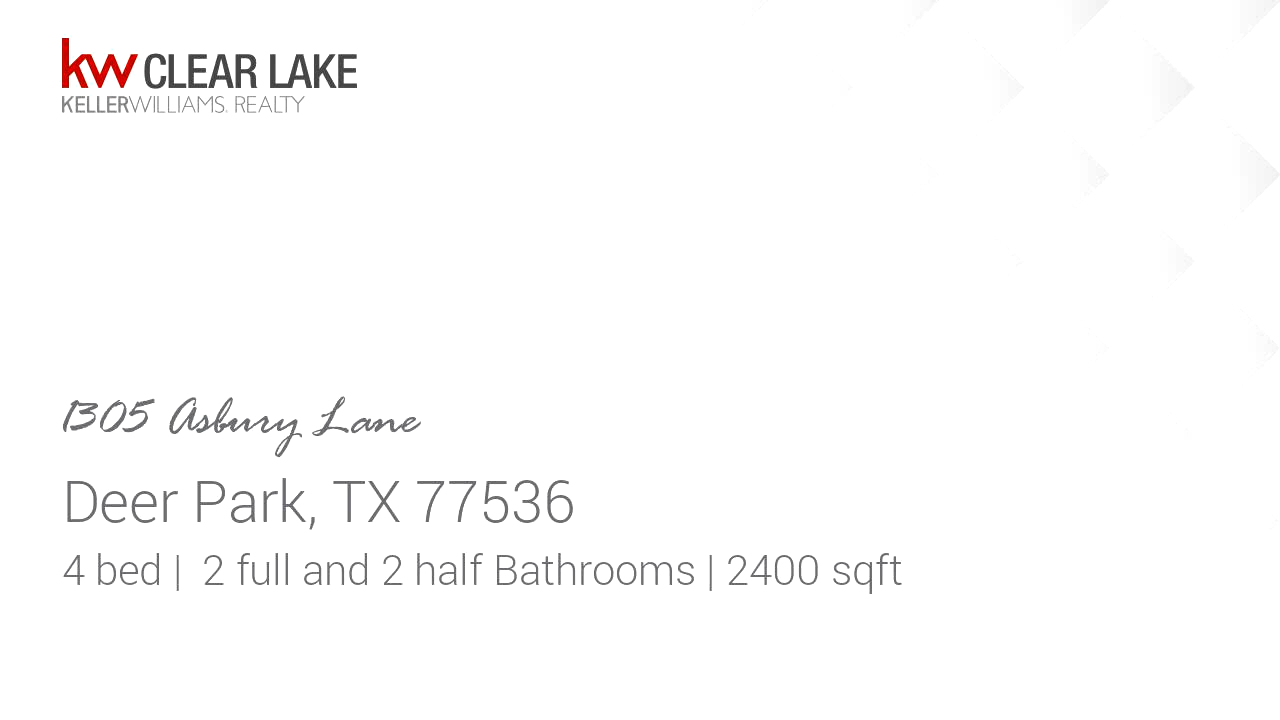 kw CLEAR LAKE
KELLERWILLIAMS. REALTY
1305 Asbury Lane
Deer Park, TX 77536
4 bed | 2 full and 2 half Bathrooms | 2400 sqft